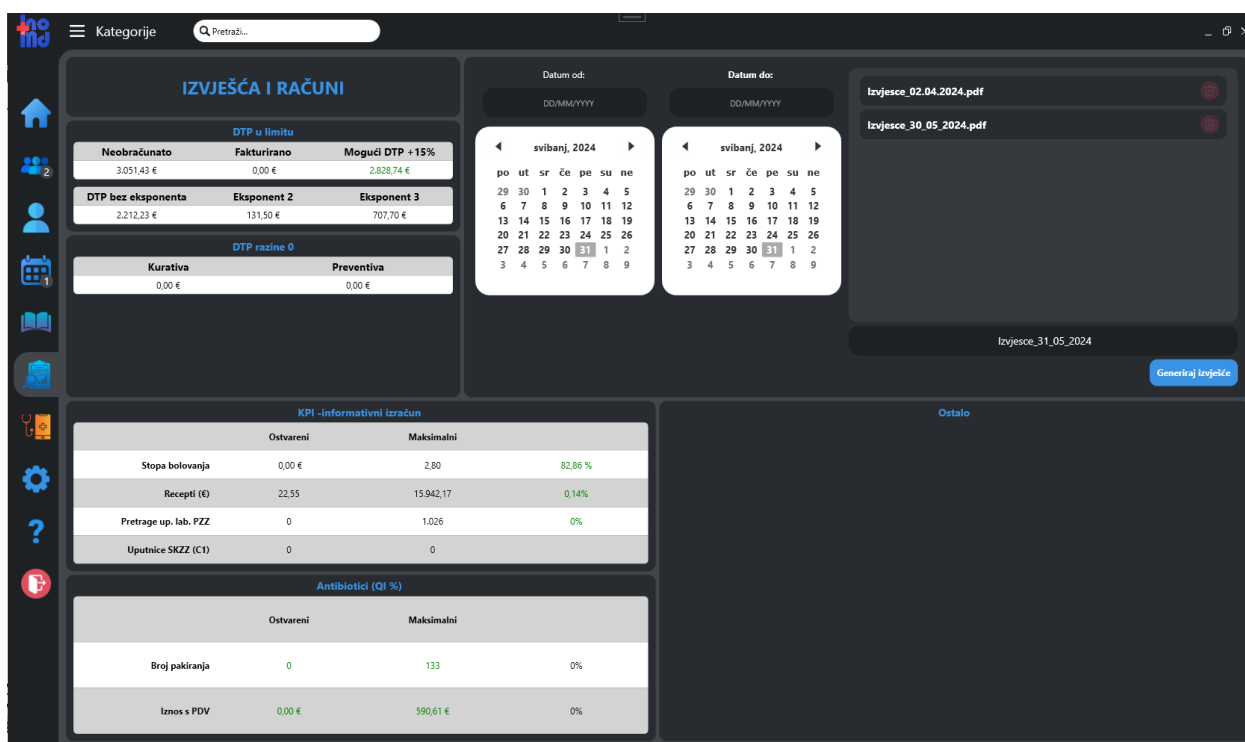 Ino
md
Kategorije
Pretraži...
IZVJEŠĆA I RAČUNI
DTP u limitu
Neobračunato Fakturirano Mogući DTP +15%
3.051,43 € 0,00 € 2.828,74 €
DTP bez eksponenta Eksponent 2 Eksponent 3
2.212,23 € 131,50 € 707,70 €
DTP razine 0
Kurativa Preventiva
0,00 € 0,00 €
2
1
Datum od:
DD/MM/YYYY
svibanj, 2024
po ut sr če pe su ne
29 30 1 2 3 4 5
6 7 8 9 10 11 12
13 14 15 16 17 18 19
20 21 22 23 24 25 26
27 28 29 30 31 1 2
3 4 5 6 7 8 9
Datum do:
DD/MM/YYYY
svibanj, 2024
po ut sr če pe su ne
29 30 1 2 3 4 5
6 7 8 9 10 11 12
13 14 15 16 17 18 19
20 21 22 23 24 25 26
27 28 29 30 31 1 2
3 4 5 6 7 8 9
Izvjesce_02.04.2024.pdf
Izvjesce_30_05_2024.pdf
Izvjesce_31_05_2024
Generiraj izvješće
KPI -informativni izračun
Ostvareni Maksimalni
Stopa bolovanja 0,00 € 2,80 82,86 %
Recepti (€) 22,55 15.942,17 0,14%
Pretrage up. lab. PZZ 0 1.026 0%
Uputnice SKZZ (C1) 0 0
Antibiotici (QI %)
Ostvareni Maksimalni
Broj pakiranja 0 133 0%
Iznos s PDV 0,00 € 590,61 € 0%
Ostalo